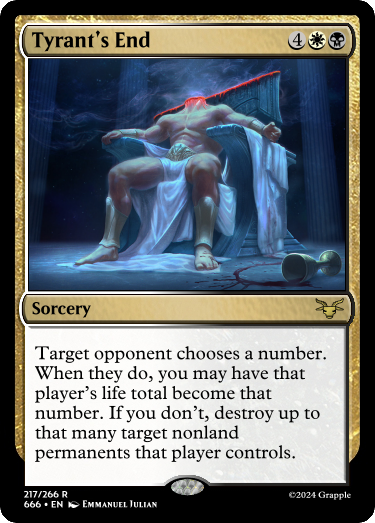 Tyrant's End 4
Sorcery
Target opponent chooses a number.
When they do, you may have that
player's life total become that
number. If you don't, destroy up to
that many target nonland
permanents that player controls.
217/266 R
666 • EN Emmanuel Julian
©2024 Grapple